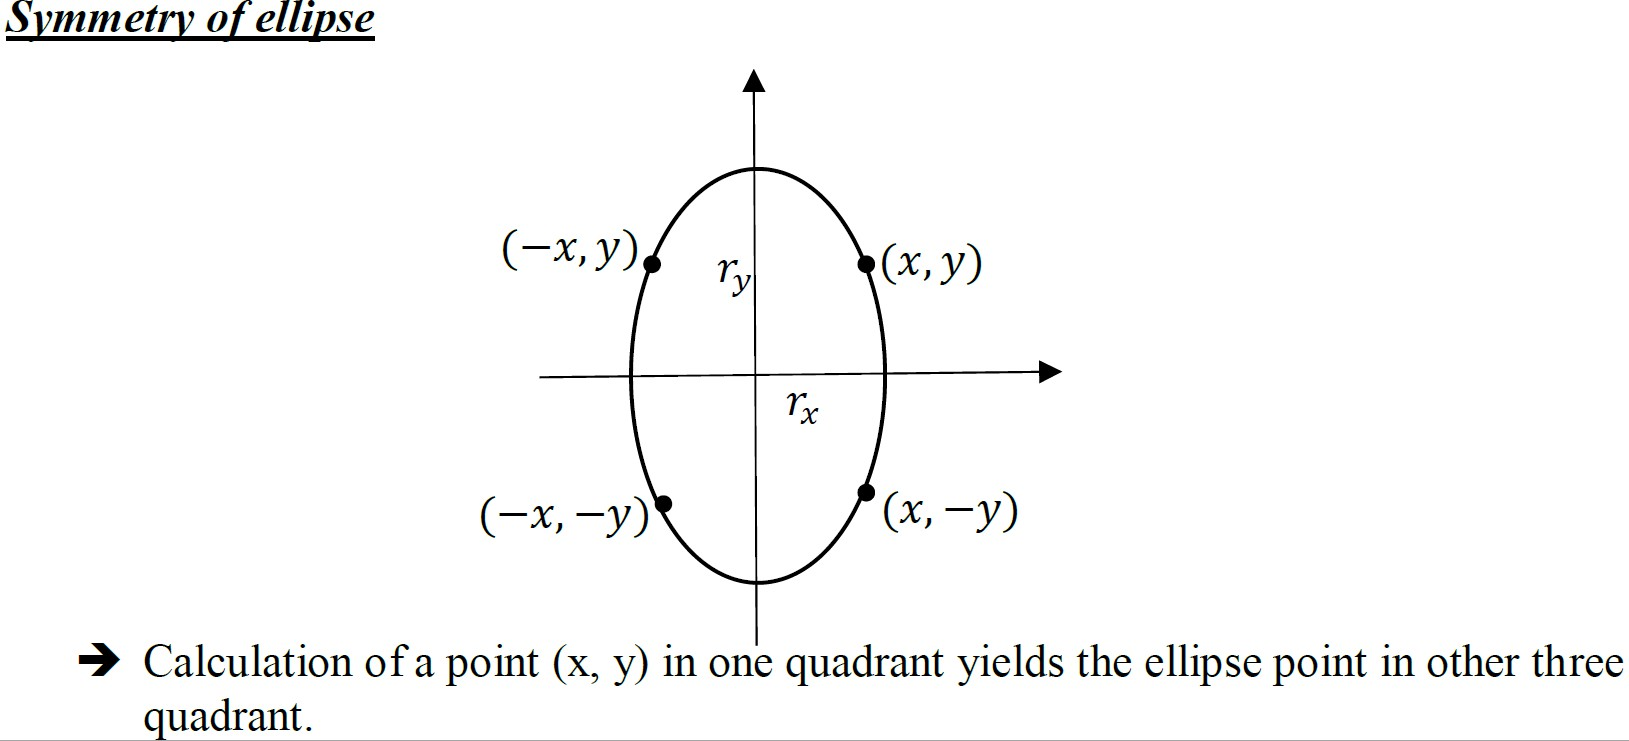 Symmetry of ellipse
(−x, y)
(x, y)
r_y
r_x
(−x, −y)
(x, −y)
➔ Calculation of a point (x, y) in one quadrant yields the ellipse point in other three
quadrant.